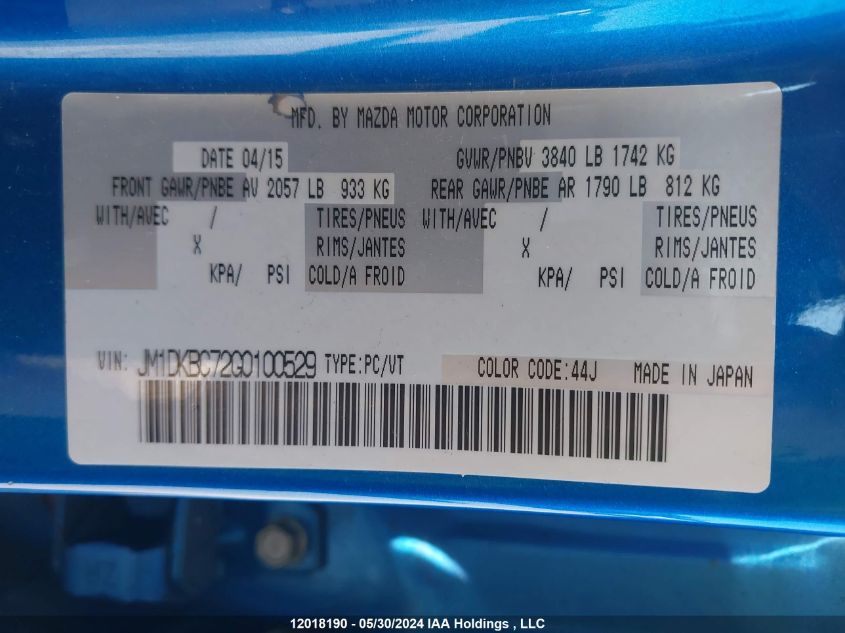 MFD. BY MAZDA MOTOR CORPORATION
DATE 04/15 GVWR/PNBV 3840 LB 1742 KG
FRONT GAWR/PNBE AV 2057 LB 933 KG REAR GAWR/PNBE AR 1790 LB 812 KG
WITH/AVEC / TIRES/PNEUS WITH/AVEC / TIRES/PNEUS
X RIMS/JANTES X RIMS/JANTES
KPA/ PSI COLD/A FROID KPA/ PSI COLD/A FROID
VIN: JM1DKBC72G0100529 TYPE:PC/VT COLOR CODE:44J MADE IN JAPAN
12018190 - 05/30/2024 IAA Holdings , LLC